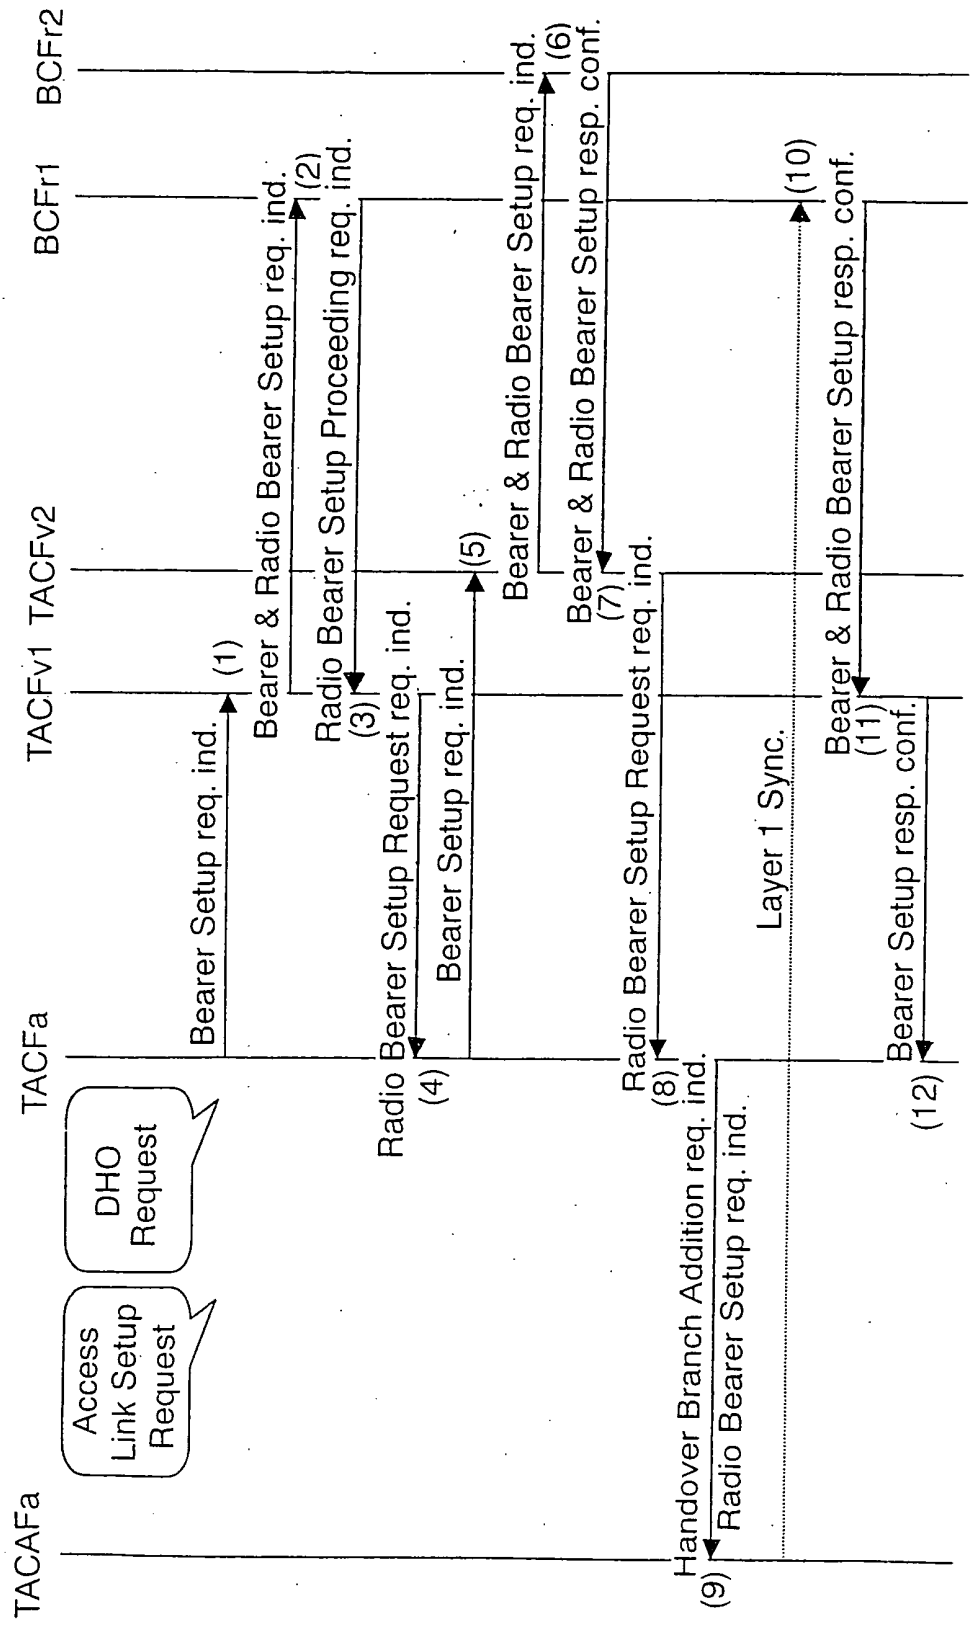 TACAFa
TACFa
TACFv1
TACFv2
BCFr1
BCFr2
Access
Link Setup
Request
DHO
Request
Bearer Setup req. ind.
(1)
Bearer & Radio Bearer Setup req. ind.
(2)
Radio Bearer Setup Proceeding req. ind.
(3)
Radio Bearer Setup Request req. ind.
(4)
Bearer Setup req. ind.
(5)
Bearer & Radio Bearer Setup req. ind.
(6)
Bearer & Radio Bearer Setup resp. conf.
(7)
Radio Bearer Setup Request req. ind.
(8)
Handover Branch Addition req. ind.
(9)
Radio Bearer Setup req. ind.
Layer 1 Sync.
(10)
Bearer & Radio Bearer Setup resp. conf.
(11)
Bearer Setup resp. conf.
(12)